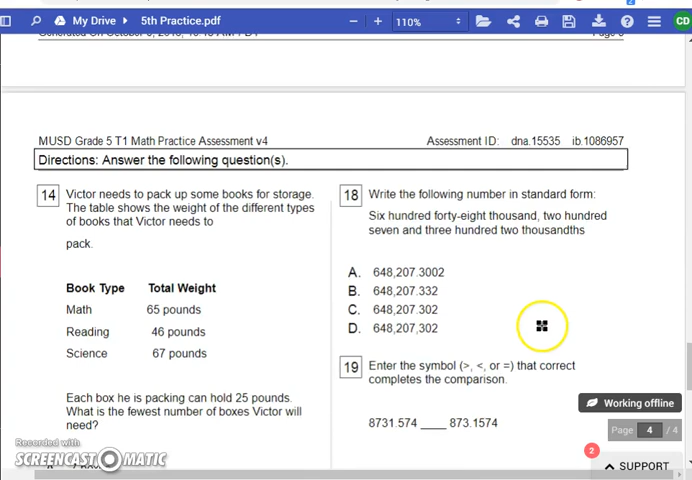 My Drive
5th Practice.pdf
110%
CD
2
MUSD Grade 5 T1 Math Practice Assessment v4
Assessment ID: dna.15535 ib.1086957
Directions: Answer the following question(s).
14
Victor needs to pack up some books for storage.
The table shows the weight of the different types
of books that Victor needs to
pack.
Book Type Total Weight
Math 65 pounds
Reading 46 pounds
Science 67 pounds
Each box he is packing can hold 25 pounds.
What is the fewest number of boxes Victor will
need?
18
Write the following number in standard form:
Six hundred forty-eight thousand, two hundred
seven and three hundred two thousandths
A. 648,207.3002
B. 648,207.332
C. 648,207.302
D. 648,207,302
19
Enter the symbol (>, <, or =) that correct
completes the comparison.
8731.574 ____ 873.1574
Working offline
Page 4 / 4
2
SUPPORT
Recorded with
SCREENCAST MATIC